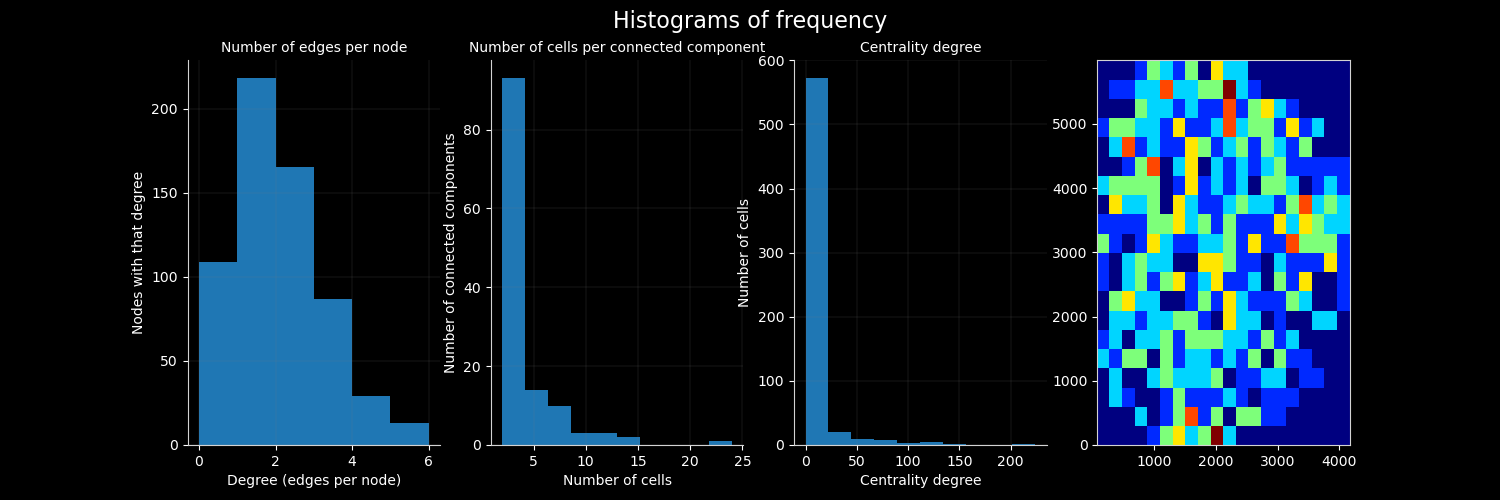 Histograms of frequency
Number of edges per node
Nodes with that degree
200
150
100
50
0
0 2 4 6
Degree (edges per node)
Number of cells per connected component
Number of connected components
80
60
40
20
0
5 10 15 20 25
Number of cells
Centrality degree
Number of cells
600
500
400
300
200
100
0
0 50 100 150 200
Centrality degree
5000
4000
3000
2000
1000
0
1000 2000 3000 4000